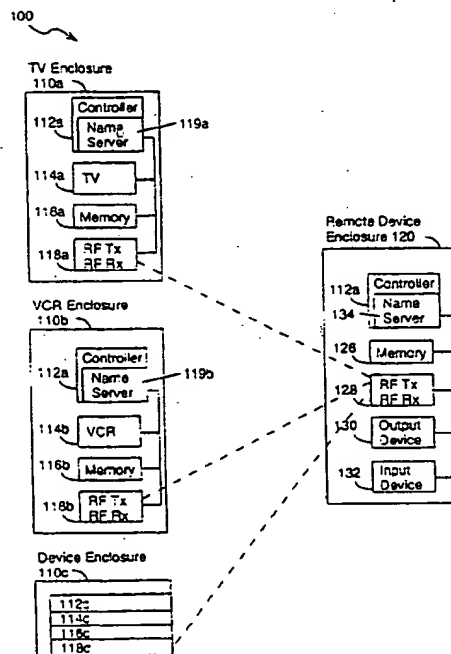 100
TV Enclosure
110a
Controller
112a
Name
Server
119a
114a
TV
116a
Memory
118a
RF Tx
RF Rx
VCR Enclosure
110b
Controller
112a
Name
Server
119b
114b
VCR
116b
Memory
118b
RF Tx
RF Rx
Device Enclosure
110c
112c
114c
116c
118c
Remote Device
Enclosure 120
Controller
112a
Name
134
Server
126
Memory
128
RF Tx
RF Rx
130
Output
Device
132
Input
Device